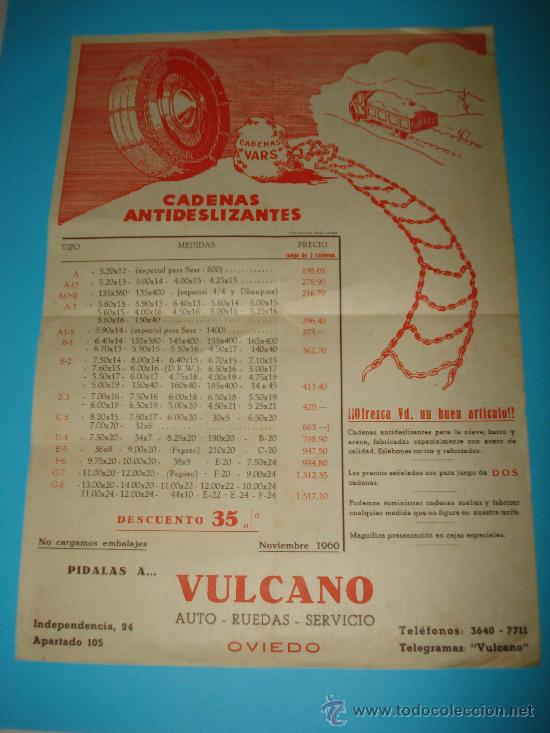 CADENAS
"VARS"
CADENAS
ANTIDESLIZANTES
TIPO MEDIDAS PRECIO
juego de 2 cadenas
A - 5.20x12 - (especial para Seat - 600) 198,05
A-O - 5.20x13 - 5.00x14 - 4.00x15 - 4.25x15 278,90
AO-R - 135x380 - 135x400 - (especial 4/4 y Dhaupine) 216,70
A-1 - 5.60x13 - 5.90x13 - 6.40x13 - 5.60x14 - 5.00x15
5.60x15 - 4.00x16 - 4.50x16 - 5.00x16 - 5.25x16
5.60x16 - 130x40 296,40
A1-S - 5.90x14 - (especial para Seat - 1400) 273,—
B-1 - 6.40x14 - 155x380 - 145x400 - 155x400 - 165x400
6.70x13 - 5.90x15 - 5.50x16 - 4.50x17 - 140x40 362,70
B-2 - 7.50x14 - 8.00x14 - 6.40x15 - 6.70x15 - 7.10x15
7.60x15 - 6.00x16 - (D.K.W.) - 6.50x16 - 5.00x17
5.50x17 - 6.00x17 - 4.75x18 - 4.00x19 - 4.75x19
5.00x19 - 150x40 - 160x40 - 185x400 - 14 x 45 413,40
B-3 - 7.00x16 - 7.50x16 - 6.00x18 - 6.50x18 - 5.50x19
6.00x19 - 6.50x19 - 5.00x20 - 4.50x21 - 5.25x21 429,—
C-3 - 8.20x15 - 7.50x17 - 6.00x20 - 30x5 - 6.50x20
7.00x20 - 32x6 663,—
D-4 - 7.50x20 - 34x7 - 8.25x20 - 190x20 - B-20 798,90
E-5 - 36x8 - 9.00x20 - (Pegaso) - 210x20 - C-20 947,50
F-6 - 9.75x20 - 10.00x20 - 38x9 - E-20 - 7.50x24 994,80
G-7 - 11.00x20 - 12.00x20 - (Pegaso) - F-20 - 9.00x24 1.312,35
G-8 - 13.00x20 - 14.00x20 - 14.00x22 - 10.00x22 - 10.00x24
11.00x24 - 12.00x24 - 44x10 - E-22 - E-24 - F-24 1.517,10
DESCUENTO 35 %
No cargamos embalajes Noviembre 1960
¡¡Ofrezca Vd. un buen artículo!!
Cadenas antideslizantes para la nieve, barro y
arena, fabricadas especialmente con acero de
calidad. Eslabones cortos y reforzados.
Los precios señalados son para juego de DOS
cadenas.
Podemos suministrar cadenas sueltas y fabricar
cualquier medida que no figure en nuestra tarifa.
Magnífica presentación en cajas especiales.
PIDALAS A...
VULCANO
AUTO - RUEDAS - SERVICIO
OVIEDO
Independencia, 24
Apartado 105
Teléfonos: 3640 - 7711
Telegramas: "Vulcano"
© www.todocoleccion.net